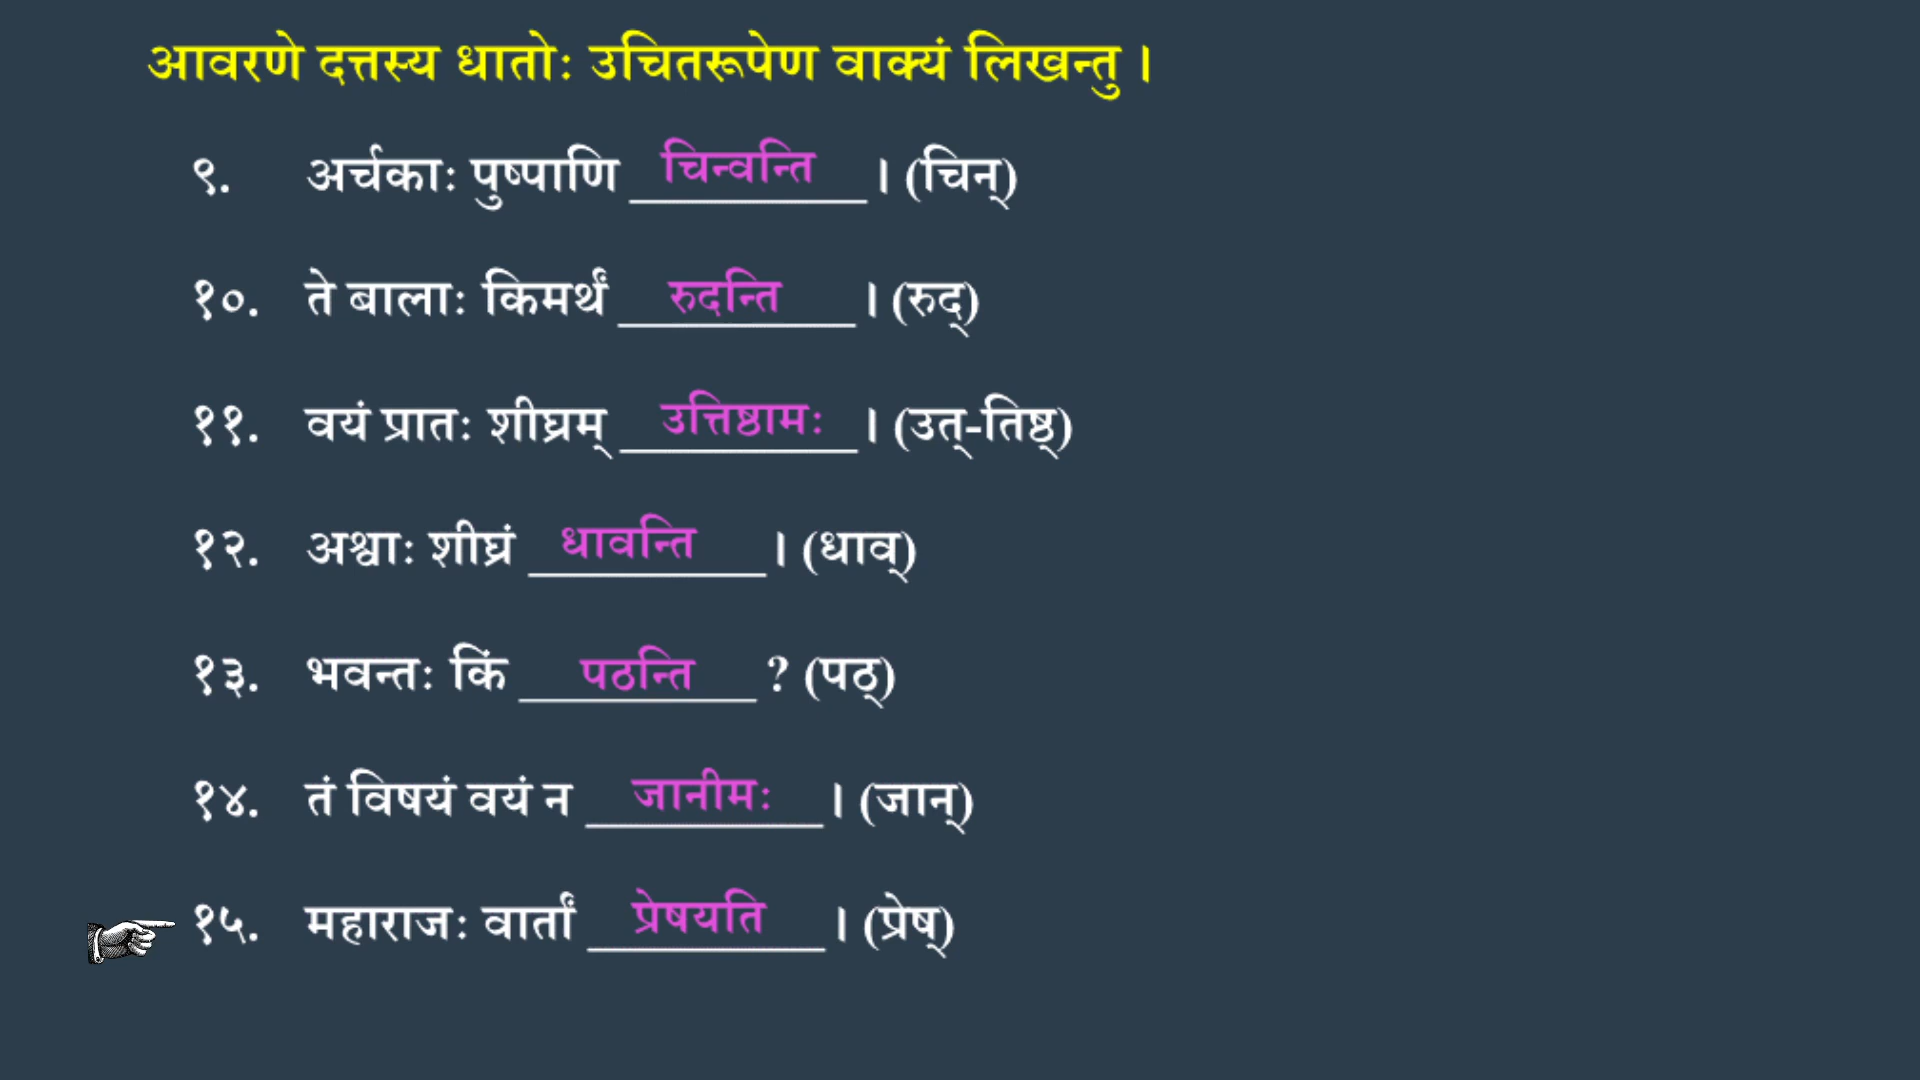 आवरणे दत्तस्य धातोः उचितरूपेण वाक्यं लिखन्तु ।
९. अर्चकाः पुष्पाणि चिन्वन्ति । (चिन्)
१०. ते बालाः किमर्थं रुदन्ति । (रुद्)
११. वयं प्रातः शीघ्रम् उत्तिष्ठामः । (उत्-तिष्ठ्)
१२. अश्वाः शीघ्रं धावन्ति । (धाव्)
१३. भवन्तः किं पठन्ति ? (पठ्)
१४. तं विषयं वयं न जानीमः । (जान्)
१५. महाराजः वार्तां प्रेषयति । (प्रेष्)